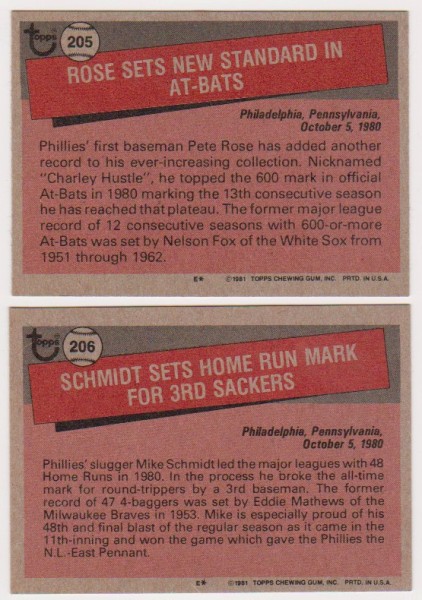 topps
205
ROSE SETS NEW STANDARD IN
AT-BATS
Philadelphia, Pennsylvania,
October 5, 1980
Phillies' first baseman Pete Rose has added another
record to his ever-increasing collection. Nicknamed
"Charley Hustle", he topped the 600 mark in official
At-Bats in 1980 marking the 13th consecutive season
he has reached that plateau. The former major league
record of 12 consecutive seasons with 600-or-more
At-Bats was set by Nelson Fox of the White Sox from
1951 through 1962.
E* ©1981 TOPPS CHEWING GUM, INC. PRTD. IN U.S.A.
topps
206
SCHMIDT SETS HOME RUN MARK
FOR 3RD SACKERS
Philadelphia, Pennsylvania,
October 5, 1980
Phillies' slugger Mike Schmidt led the major leagues with 48
Home Runs in 1980. In the process he broke the all-time
mark for round-trippers by a 3rd baseman. The former
record of 47 4-baggers was set by Eddie Mathews of the
Milwaukee Braves in 1953. Mike is especially proud of his
48th and final blast of the regular season as it came in the
11th-inning and won the game which gave the Phillies the
N.L.-East Pennant.
E* ©1981 TOPPS CHEWING GUM, INC. PRTD. IN U.S.A.